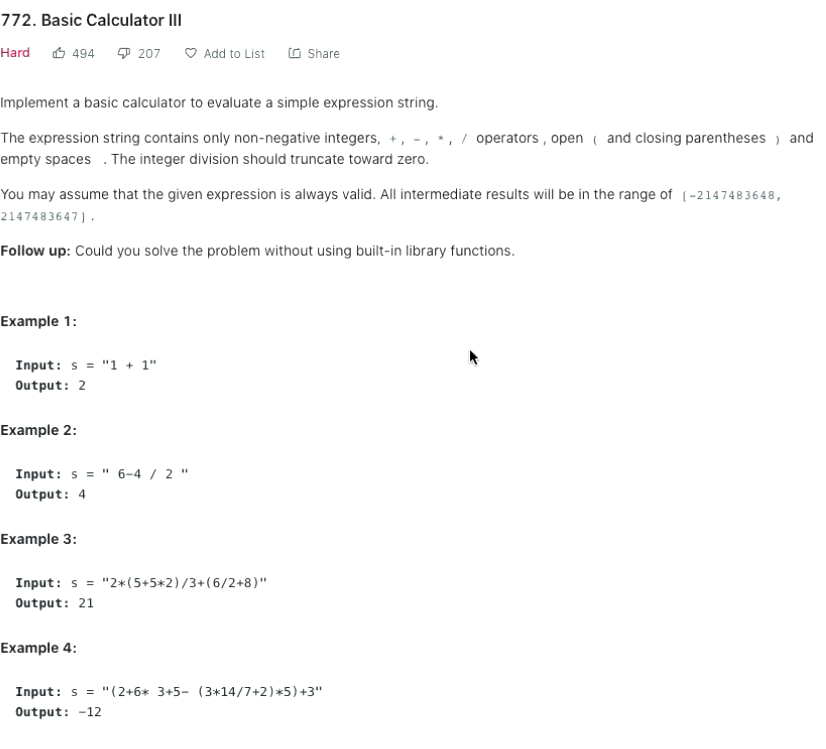 772. Basic Calculator III
Hard 494 207 Add to List Share
Implement a basic calculator to evaluate a simple expression string.
The expression string contains only non-negative integers, +, -, *, / operators , open ( and closing parentheses ) and
empty spaces . The integer division should truncate toward zero.
You may assume that the given expression is always valid. All intermediate results will be in the range of [-2147483648,
2147483647].
Follow up: Could you solve the problem without using built-in library functions.
Example 1:
Input: s = "1 + 1"
Output: 2
Example 2:
Input: s = " 6-4 / 2 "
Output: 4
Example 3:
Input: s = "2*(5+5*2)/3+(6/2+8)"
Output: 21
Example 4:
Input: s = "(2+6* 3+5- (3*14/7+2)*5)+3"
Output: -12